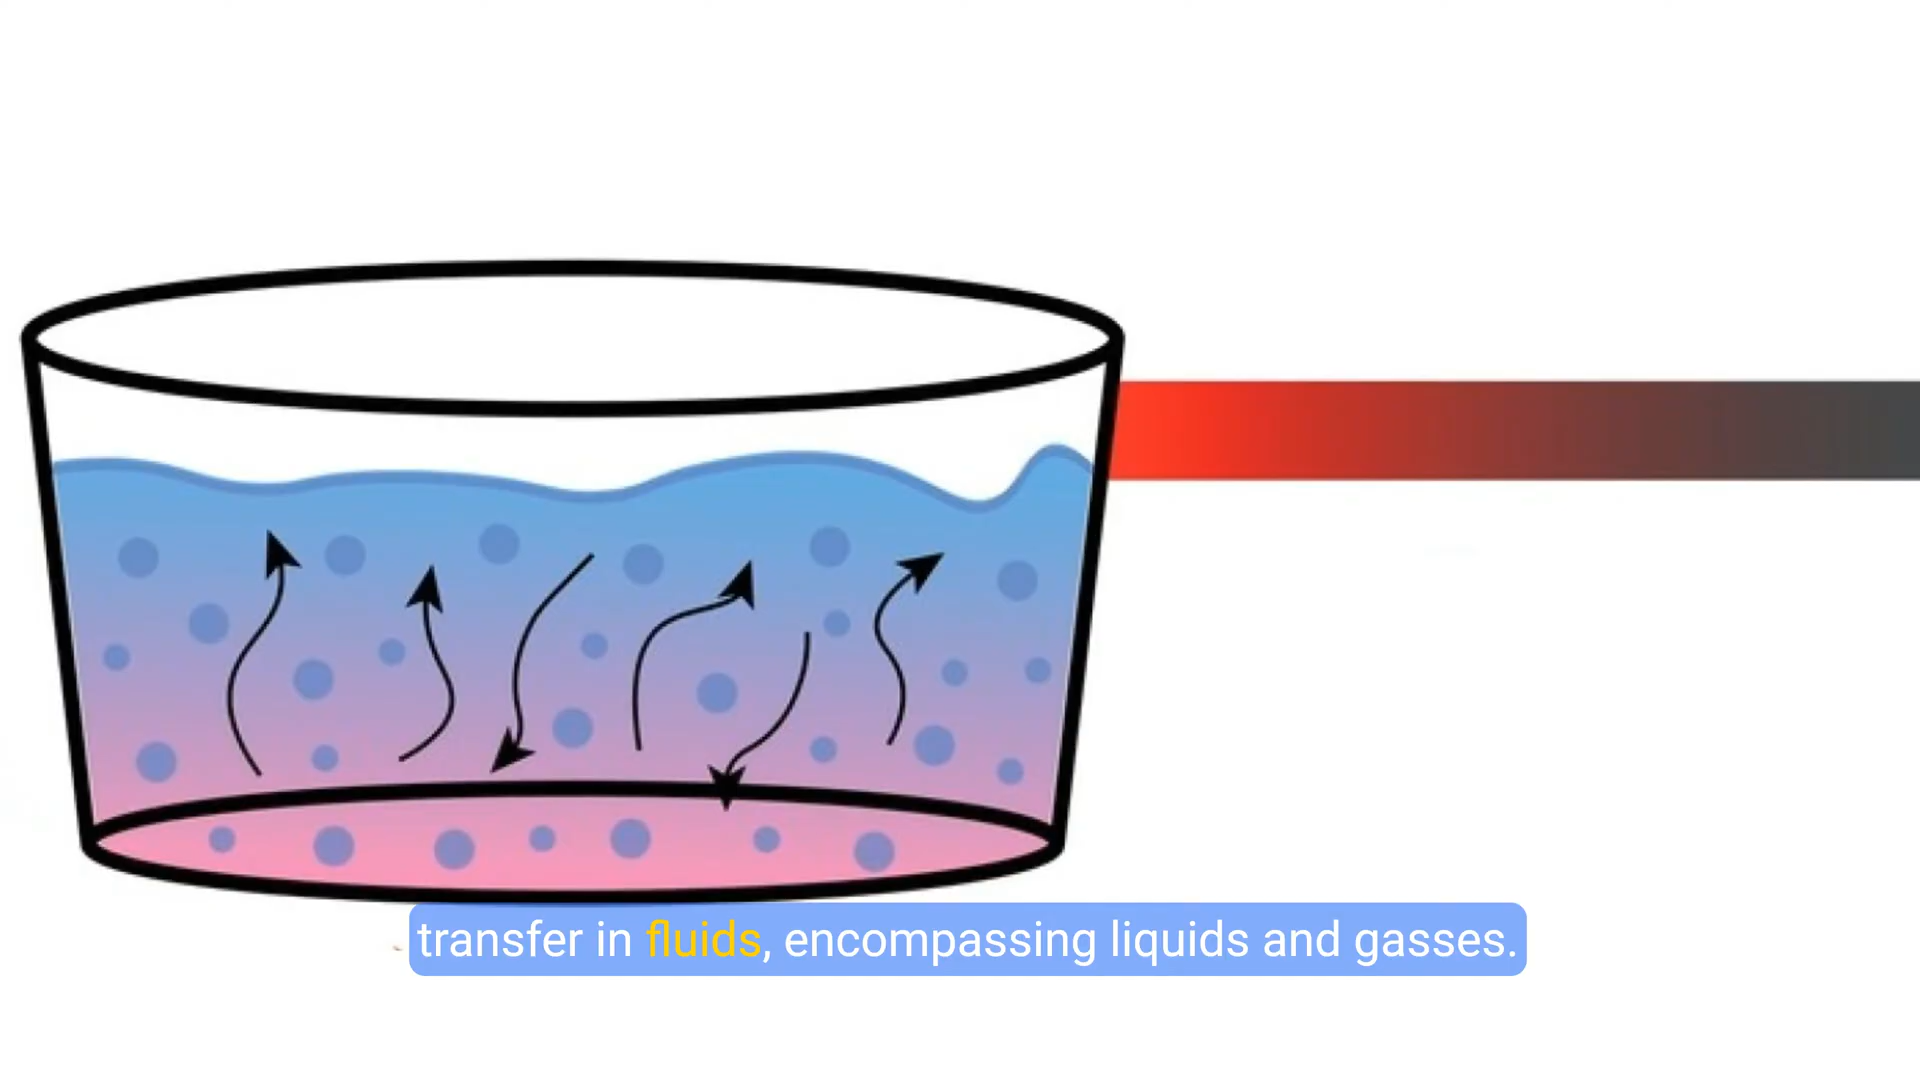 transfer in fluids, encompassing liquids and gasses.